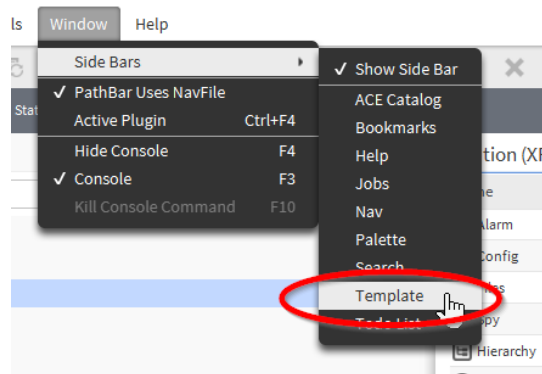 ls Window Help
Side Bars
✓ PathBar Uses NavFile
Active Plugin Ctrl+F4
Hide Console F4
✓ Console F3
Kill Console Command F10
✓ Show Side Bar
ACE Catalog
Bookmarks
Help
Jobs
Nav
Palette
Search
Template
Todo List
Stat
tion (XF
ne
Alarm
Config
les
Spy
Hierarchy